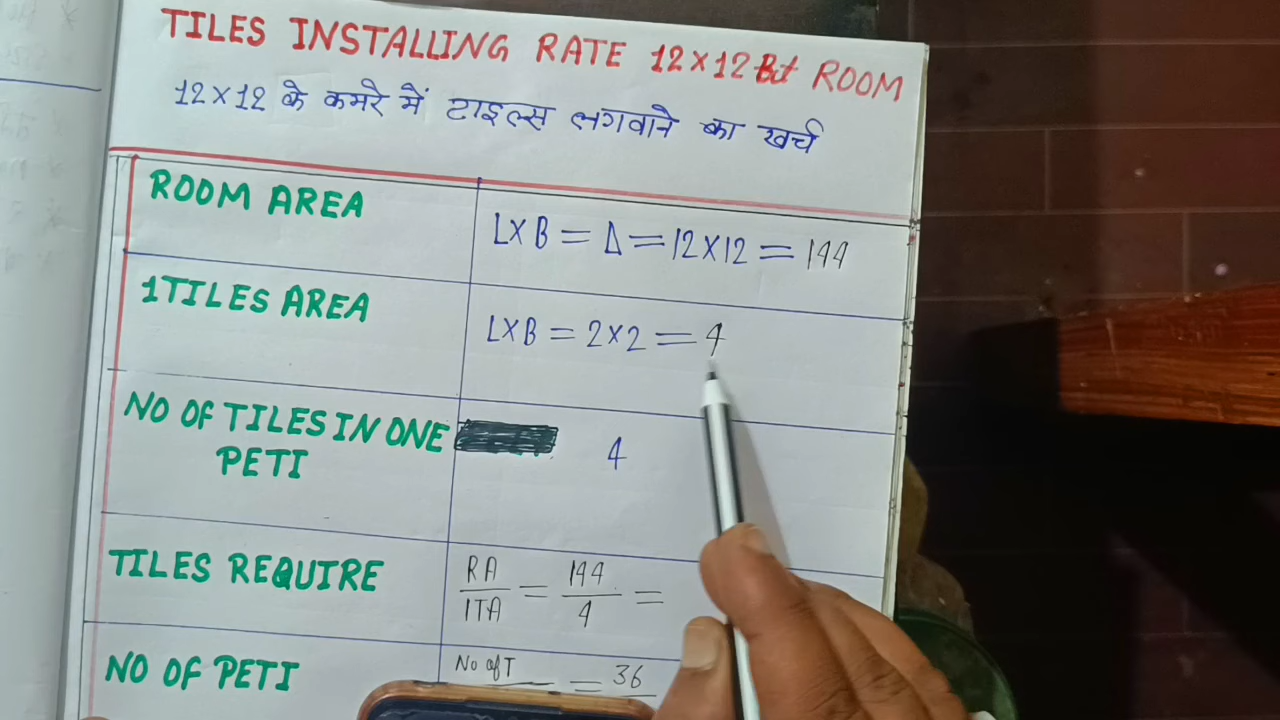 TILES INSTALLING RATE 12×12 ROOM
12×12 के कमरे में टाइल्स लगवाने का खर्च
ROOM AREA
L×B = Δ = 12×12 = 144
1TILES AREA
L×B = 2×2 = 4
NO OF TILES IN ONE PETI
4
TILES REQUIRE
RA/1TA = 144/4 =
NO OF PETI
No of T = 36